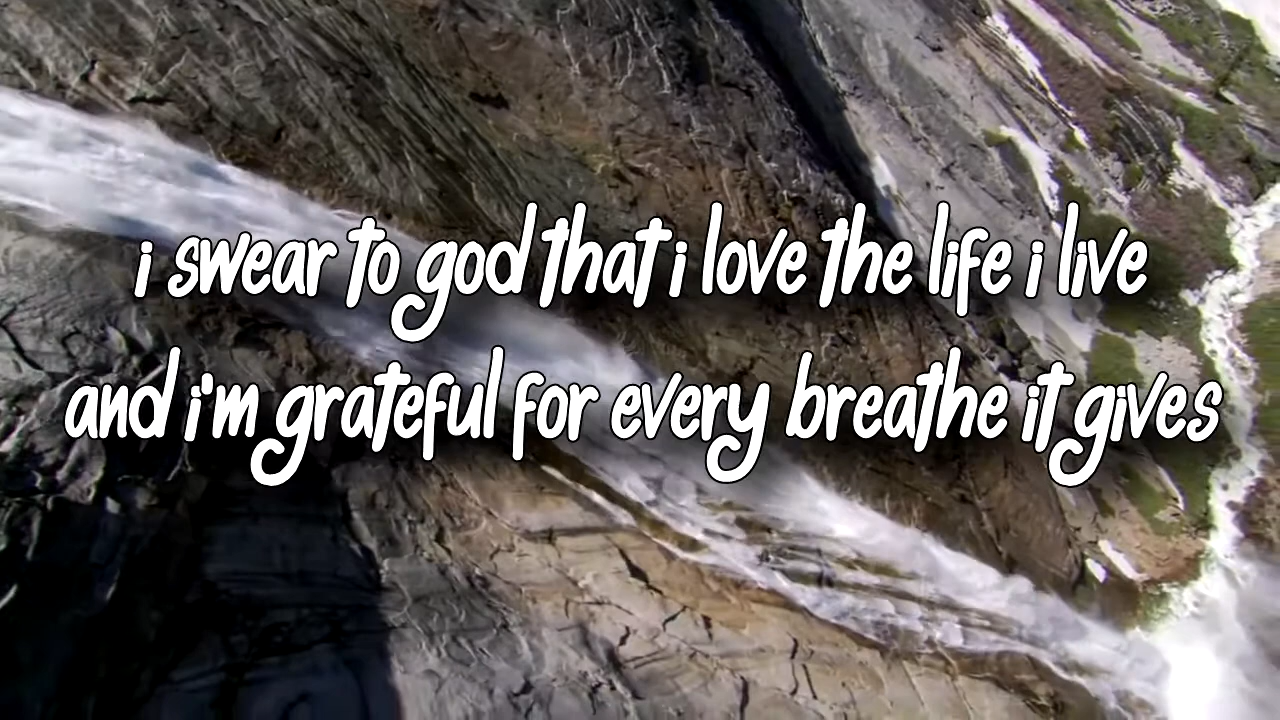 i swear to god that i love the life i live
and i'm grateful for every breathe it gives